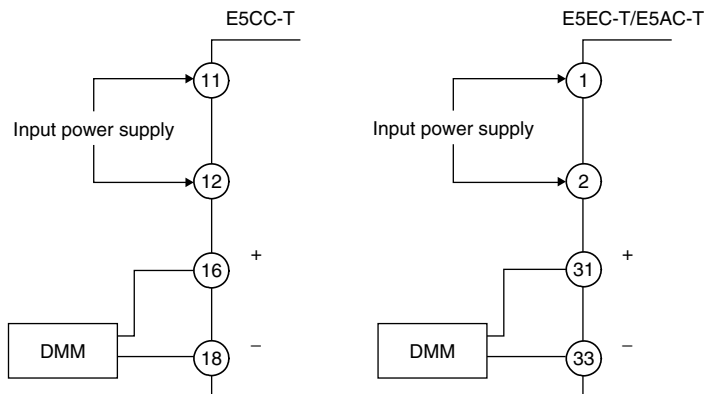 E5CC-T
11
Input power supply
12
16
+
DMM
18
−
E5EC-T/E5AC-T
1
Input power supply
2
31
+
DMM
33
−